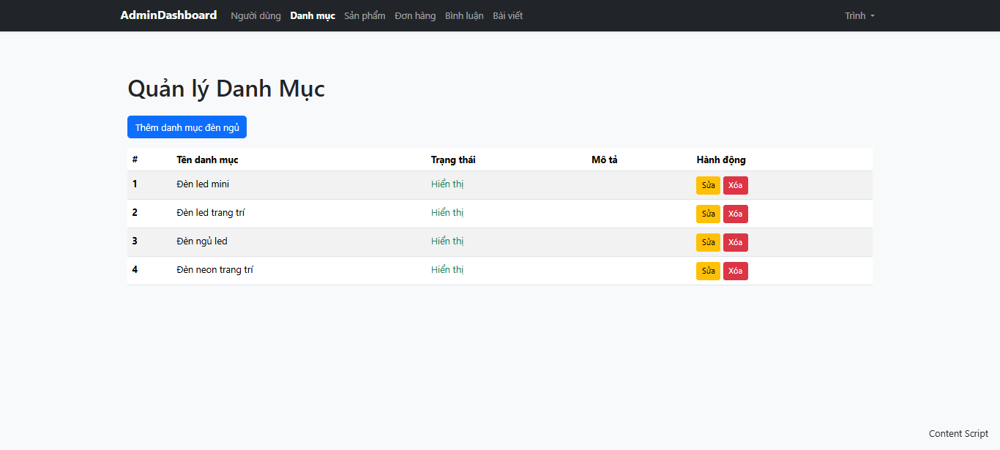 AdminDashboard Người dùng Danh mục Sản phẩm Đơn hàng Bình luận Bài viết Trình
Quản lý Danh Mục
Thêm danh mục đèn ngủ
# Tên danh mục Trạng thái Mô tả Hành động
1 Đèn led mini Hiển thị Sửa Xóa
2 Đèn led trang trí Hiển thị Sửa Xóa
3 Đèn ngủ led Hiển thị Sửa Xóa
4 Đèn neon trang trí Hiển thị Sửa Xóa
Content Script